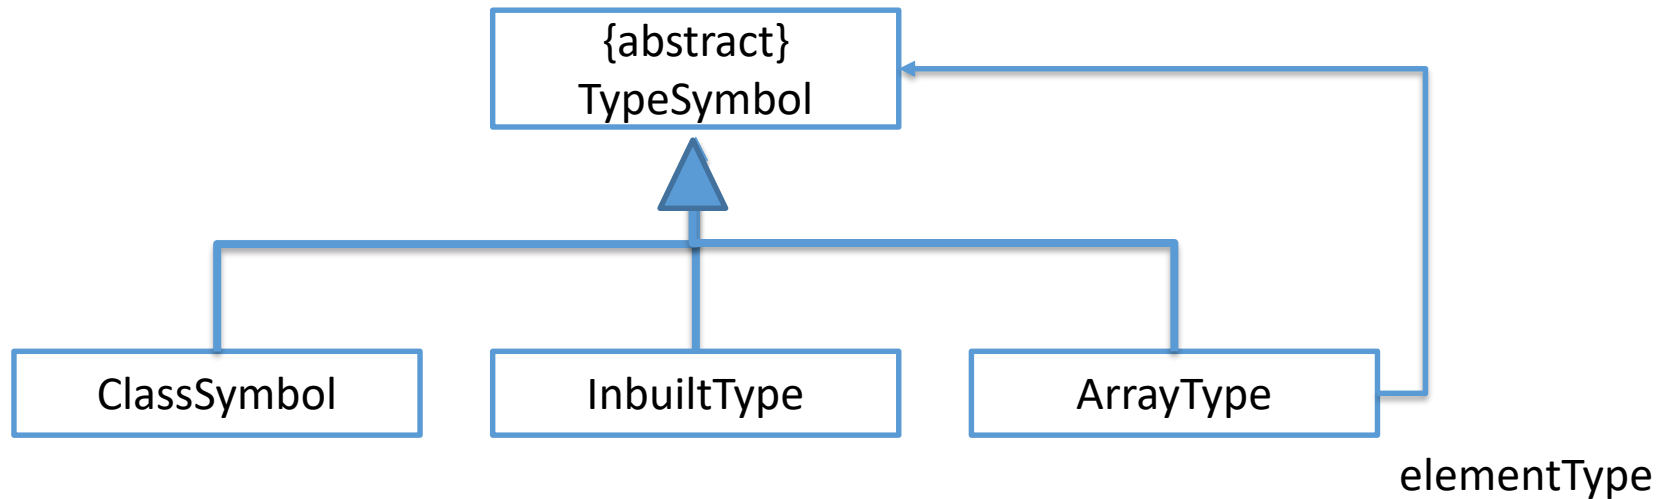 {abstract}
TypeSymbol
ClassSymbol
InbuiltType
ArrayType
elementType